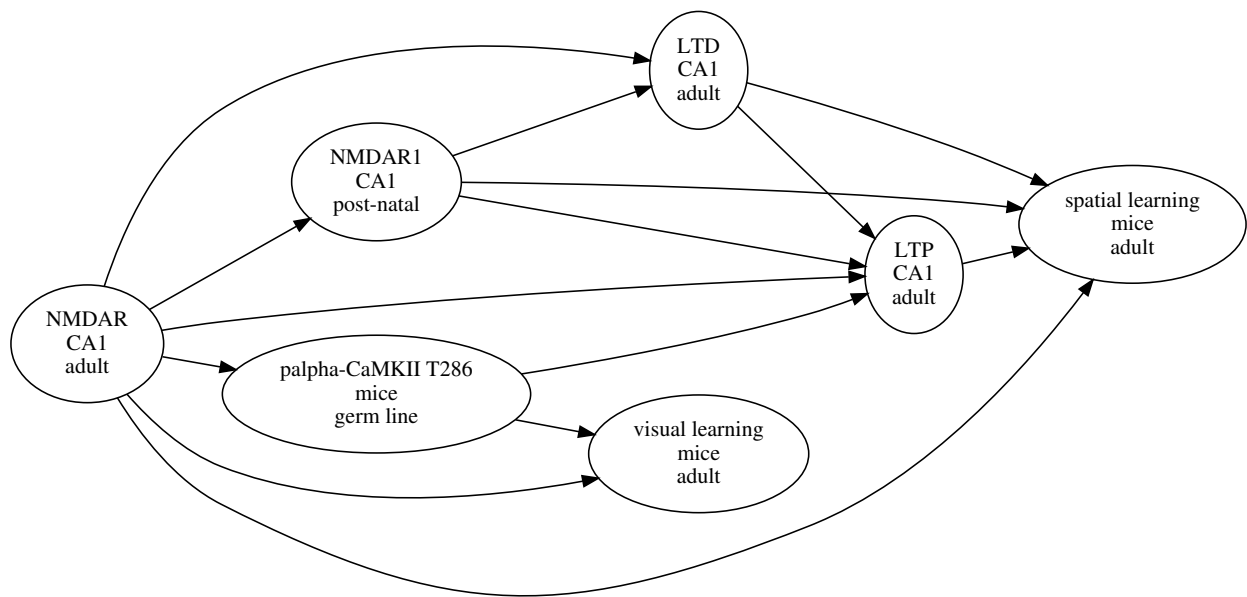 LTD
CA1
adult
NMDAR1
CA1
post-natal
spatial learning
mice
adult
LTP
CA1
adult
NMDAR
CA1
adult
palpha-CaMKII T286
mice
germ line
visual learning
mice
adult